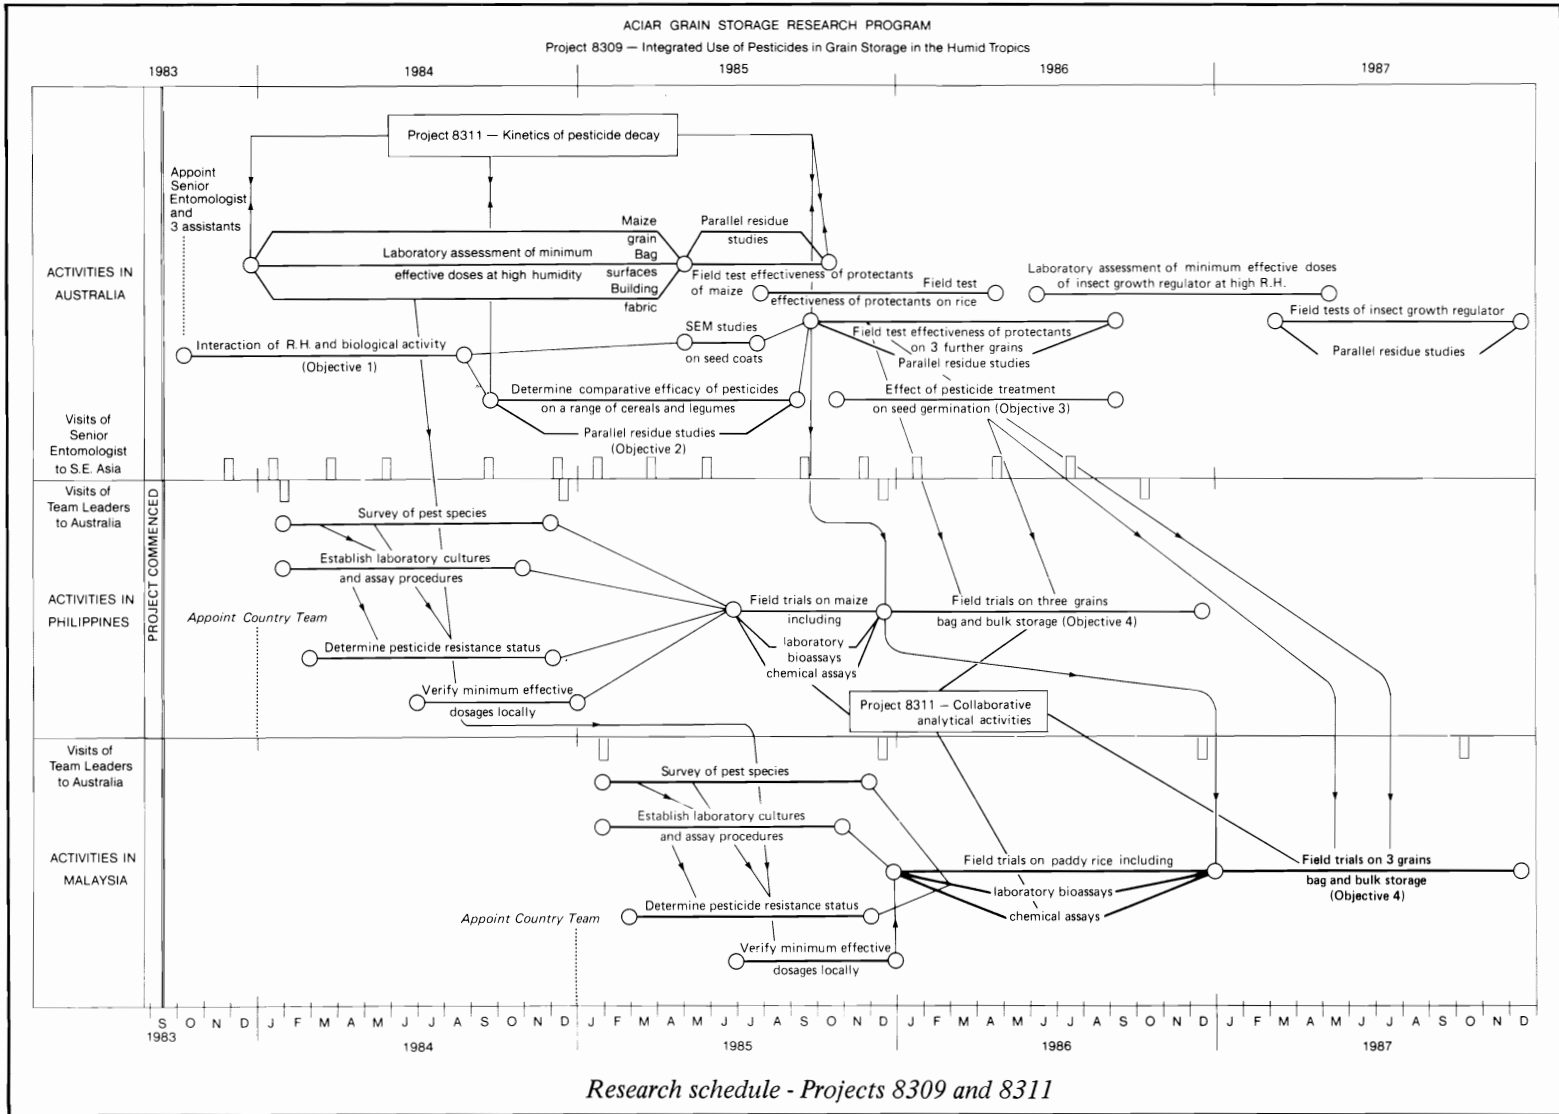 ACIAR GRAIN STORAGE RESEARCH PROGRAM
Project 8309 — Integrated Use of Pesticides in Grain Storage in the Humid Tropics
1983 1984 1985 1986 1987
Project 8311 — Kinetics of pesticide decay
Appoint
Senior
Entomologist
and
3 assistants
ACTIVITIES IN
AUSTRALIA
Maize
grain
Bag
surfaces
Building
fabric
Laboratory assessment of minimum
effective doses at high humidity
Parallel residue
studies
Field test effectiveness of protectants
of maize
Field test
effectiveness of protectants on rice
Laboratory assessment of minimum effective doses
of insect growth regulator at high R.H.
Field tests of insect growth regulator
Parallel residue studies
Interaction of R.H. and biological activity
(Objective 1)
SEM studies
on seed coats
Field test effectiveness of protectants
on 3 further grains
Parallel residue studies
Determine comparative efficacy of pesticides
on a range of cereals and legumes
Parallel residue studies
(Objective 2)
Effect of pesticide treatment
on seed germination (Objective 3)
Visits of
Senior
Entomologist
to S.E. Asia
PROJECT COMMENCED
Visits of
Team Leaders
to Australia
ACTIVITIES IN
PHILIPPINES
Survey of pest species
Establish laboratory cultures
and assay procedures
Appoint Country Team
Determine pesticide resistance status
Verify minimum effective
dosages locally
Field trials on maize
including
laboratory
bioassays
chemical assays
Field trials on three grains
bag and bulk storage (Objective 4)
Project 8311 — Collaborative
analytical activities
Visits of
Team Leaders
to Australia
ACTIVITIES IN
MALAYSIA
Survey of pest species
Establish laboratory cultures
and assay procedures
Appoint Country Team
Determine pesticide resistance status
Verify minimum effective
dosages locally
Field trials on paddy rice including
laboratory bioassays
chemical assays
Field trials on 3 grains
bag and bulk storage
(Objective 4)
S O N D J F M A M J J A S O N D J F M A M J J A S O N D J F M A M J J A S O N D J F M A M J J A S O N D
1983 1984 1985 1986 1987
Research schedule - Projects 8309 and 8311